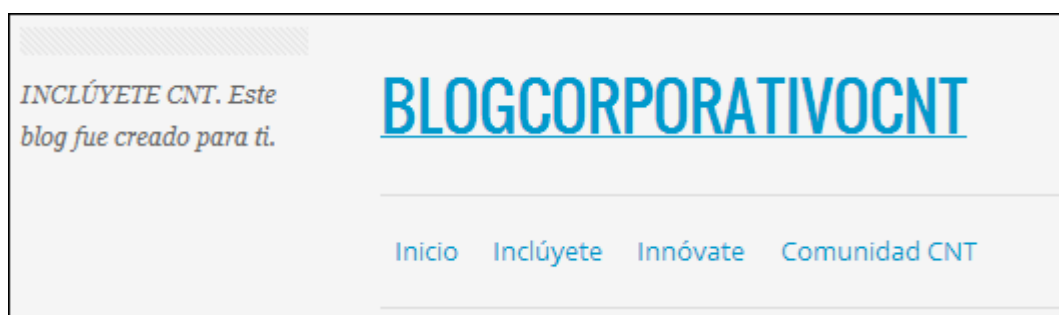 INCLÚYETE CNT. Este
blog fue creado para ti.
BLOGCORPORATIVOCNT
Inicio Inclúyete Innóvate Comunidad CNT